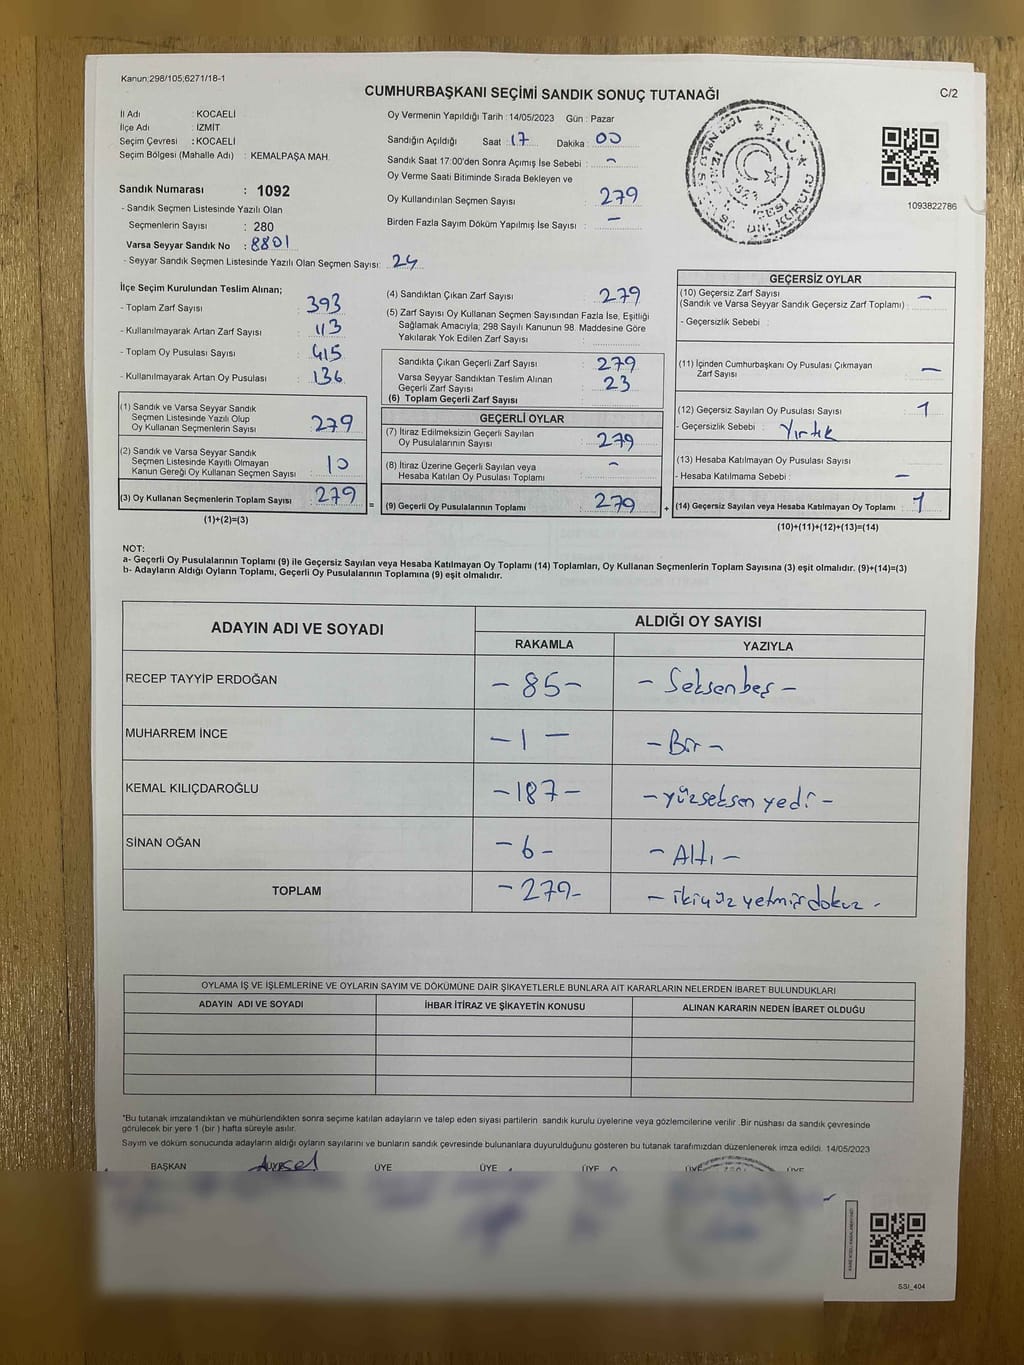 Kanun;298/105;6271/18-1
CUMHURBAŞKANI SEÇİMİ SANDIK SONUÇ TUTANAĞI
C/2
İl Adı : KOCAELİ
İlçe Adı : İZMİT
Seçim Çevresi : KOCAELİ
Seçim Bölgesi (Mahalle Adı) : KEMALPAŞA MAH.
Sandık Numarası : 1092
- Sandık Seçmen Listesinde Yazılı Olan
Seçmenlerin Sayısı : 280
Varsa Seyyar Sandık No : 8801
- Seyyar Sandık Seçmen Listesinde Yazılı Olan Seçmen Sayısı: 24
Oy Vermenin Yapıldığı Tarih : 14/05/2023 Gün : Pazar
Sandığın Açıldığı Saat : 17 Dakika : 00
Sandık Saat 17:00'den Sonra Açımış İse Sebebi : -
Oy Verme Saati Bitiminde Sırada Bekleyen ve
Oy Kullandırılan Seçmen Sayısı : 279
Birden Fazla Sayım Döküm Yapılmış İse Sayısı : -
1093822786
İlçe Seçim Kurulundan Teslim Alınan;
- Toplam Zarf Sayısı : 393
- Kullanılmayarak Artan Zarf Sayısı : 113
- Toplam Oy Pusulası Sayısı : 415
- Kullanılmayarak Artan Oy Pusulası : 136
(1) Sandık ve Varsa Seyyar Sandık
Seçmen Listesinde Yazılı Olup
Oy Kullanan Seçmenlerin Sayısı : 279
(2) Sandık ve Varsa Seyyar Sandık
Seçmen Listesinde Kayıtlı Olmayan
Kanun Gereği Oy Kullanan Seçmen Sayısı : 10
(3) Oy Kullanan Seçmenlerin Toplam Sayısı : 279 =
(1)+(2)=(3)
(4) Sandıktan Çıkan Zarf Sayısı : 279
(5) Zarf Sayısı Oy Kullanan Seçmen Sayısından Fazla İse, Eşitliği
Sağlamak Amacıyla; 298 Sayılı Kanunun 98. Maddesine Göre
Yakılarak Yok Edilen Zarf Sayısı :
Sandıkta Çıkan Geçerli Zarf Sayısı : 279
Varsa Seyyar Sandıktan Teslim Alınan
Geçerli Zarf Sayısı : 23
(6) Toplam Geçerli Zarf Sayısı :
GEÇERLİ OYLAR
(7) İtiraz Edilmeksizin Geçerli Sayılan
Oy Pusulalarının Sayısı : 279
(8) İtiraz Üzerine Geçerli Sayılan veya
Hesaba Katılan Oy Pusulası Toplamı : -
(9) Geçerli Oy Pusulalarının Toplamı : 279 +
GEÇERSİZ OYLAR
(10) Geçersiz Zarf Sayısı
(Sandık ve Varsa Seyyar Sandık Geçersiz Zarf Toplamı) : -
- Geçersizlik Sebebi :
(11) İçinden Cumhurbaşkanı Oy Pusulası Çıkmayan
Zarf Sayısı : -
(12) Geçersiz Sayılan Oy Pusulası Sayısı : 1
- Geçersizlik Sebebi : Yırtık
(13) Hesaba Katılmayan Oy Pusulası Sayısı :
- Hesaba Katılmama Sebebi : -
(14) Geçersiz Sayılan veya Hesaba Katılmayan Oy Toplamı : 1
(10)+(11)+(12)+(13)=(14)
NOT:
a- Geçerli Oy Pusulalarının Toplamı (9) ile Geçersiz Sayılan veya Hesaba Katılmayan Oy Toplamı (14) Toplamları, Oy Kullanan Seçmenlerin Toplam Sayısına (3) eşit olmalıdır. (9)+(14)=(3)
b- Adayların Aldığı Oyların Toplamı, Geçerli Oy Pusulalarının Toplamına (9) eşit olmalıdır.
ADAYIN ADI VE SOYADI ALDIĞI OY SAYISI
RAKAMLA YAZIYLA
RECEP TAYYİP ERDOĞAN - 85 - - Seksenbeş -
MUHARREM İNCE - 1 - - Bir -
KEMAL KILIÇDAROĞLU - 187 - - yüzseksen yedi -
SİNAN OĞAN - 6 - - Altı -
TOPLAM - 279 - - ikiyüz yetmiş dokuz -
OYLAMA İŞ VE İŞLEMLERİNE VE OYLARIN SAYIM VE DÖKÜMÜNE DAİR ŞİKAYETLERLE BUNLARA AİT KARARLARIN NELERDEN İBARET BULUNDUKLARI
ADAYIN ADI VE SOYADI İHBAR İTİRAZ VE ŞİKAYETİN KONUSU ALINAN KARARIN NEDEN İBARET OLDUĞU
*Bu tutanak imzalandıktan ve mühürlendikten sonra seçime katılan adayların ve talep eden siyasi partilerin sandık kurulu üyelerine veya gözlemcilerine verilir .Bir nüshası da sandık çevresinde
görülecek bir yere 1 (bir ) hafta süreyle asılır.
Sayım ve döküm sonucunda adayların aldığı oyların sayılarını ve bunların sandık çevresinde bulunanlara duyurulduğunu gösteren bu tutanak tarafımızdan düzenlenerek imza edildi. 14/05/2023
BAŞKAN ÜYE ÜYE ÜYE ÜYE ÜYE
SSI_404